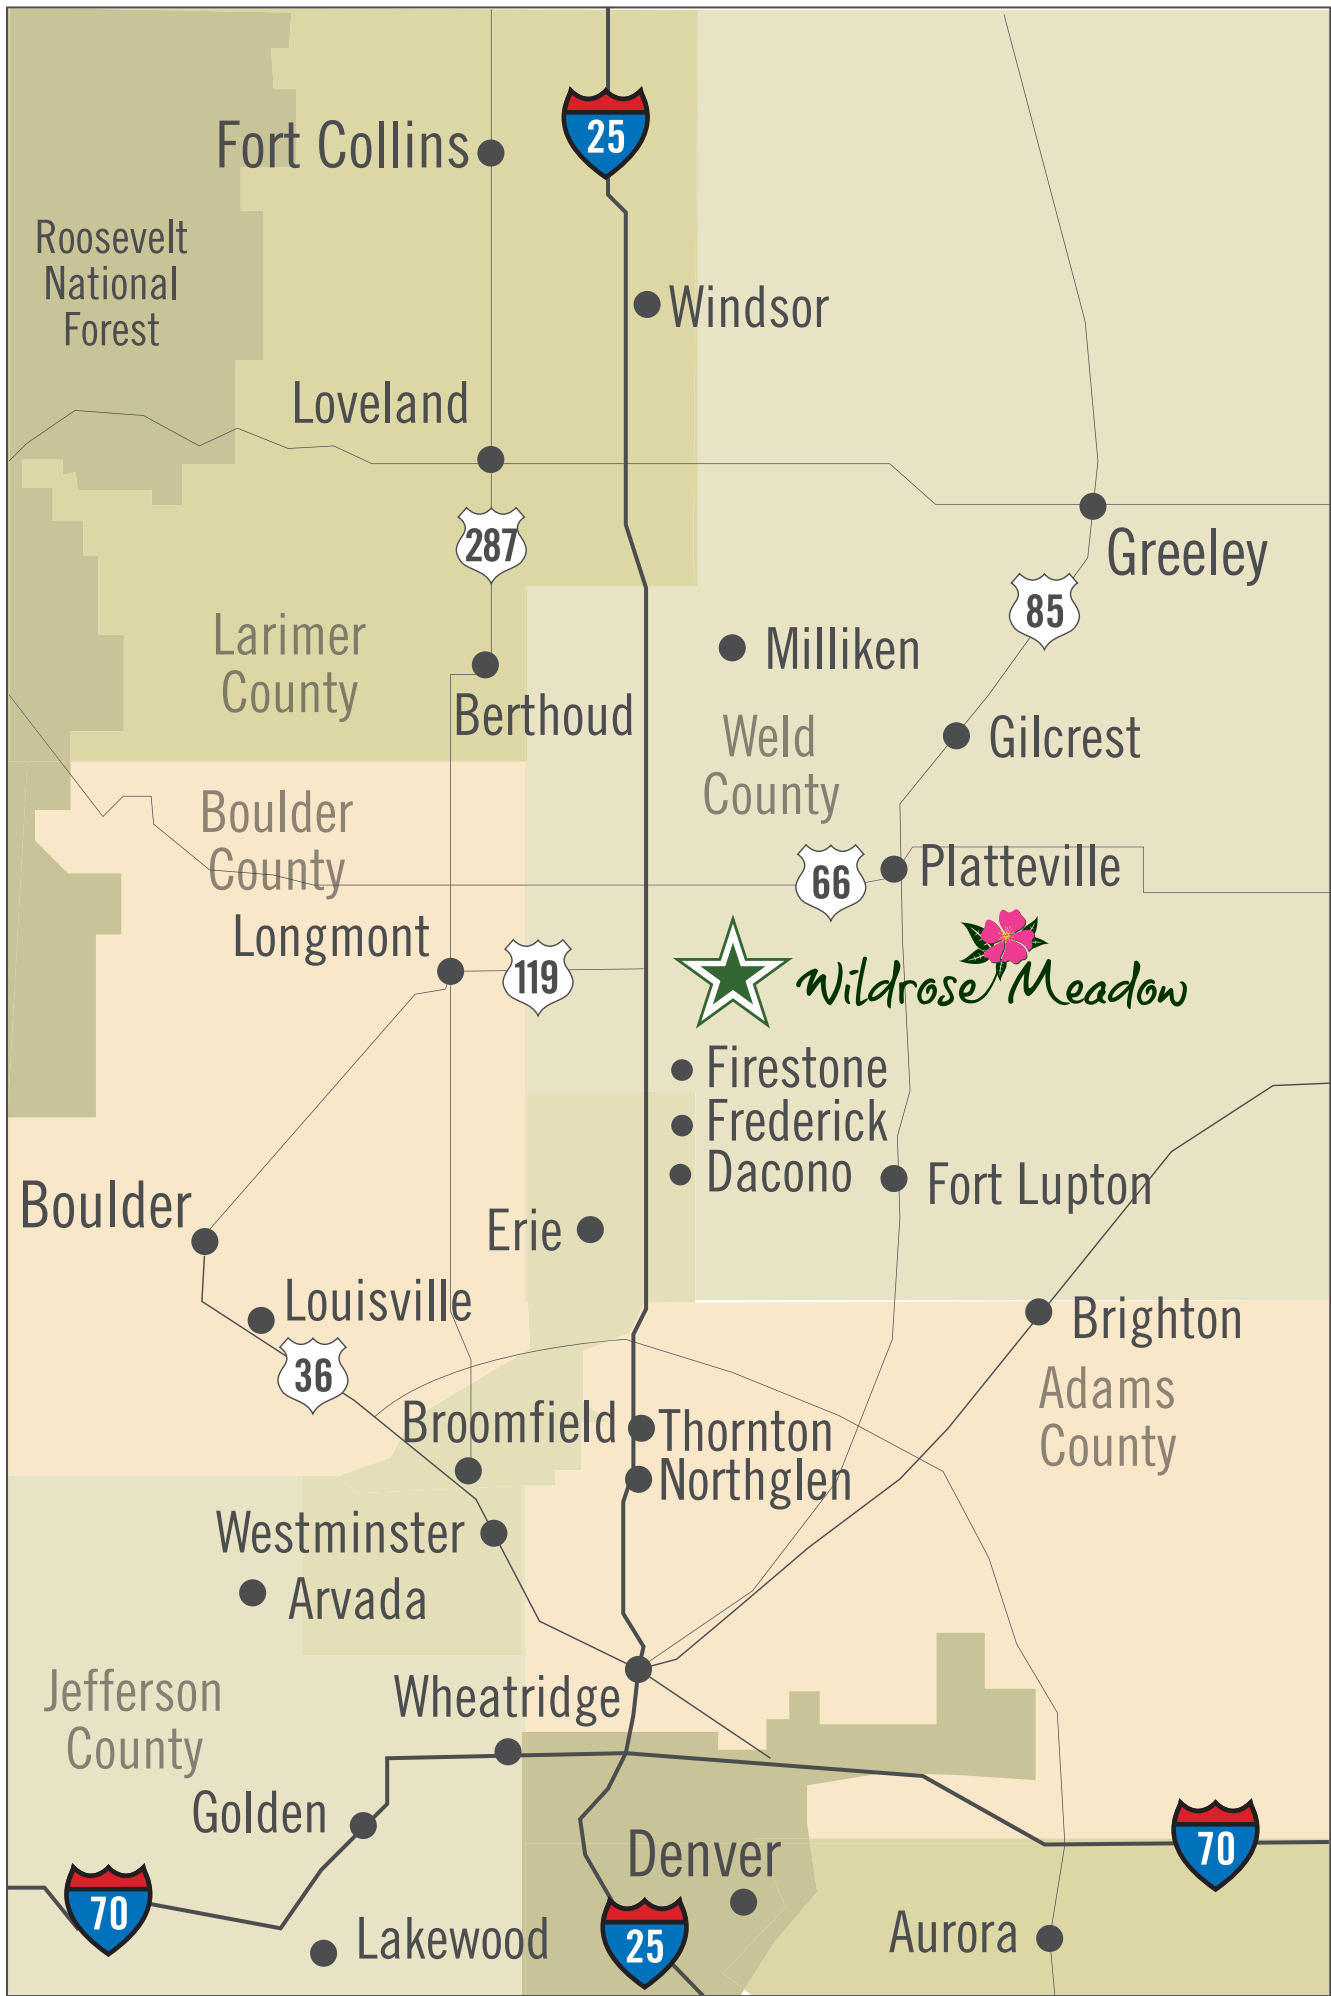 25
Fort Collins
Roosevelt
National
Forest
Windsor
Loveland
287
Greeley
85
Larimer
County
Milliken
Berthoud
Weld
County
Gilcrest
Boulder
County
66
Platteville
Longmont
119
Wildrose Meadow
Firestone
Frederick
Dacono
Fort Lupton
Boulder
Erie
Louisville
Brighton
36
Adams
County
Broomfield
Thornton
Northglen
Westminster
Arvada
Jefferson
County
Wheatridge
Golden
Denver
70
70
Lakewood
25
Aurora